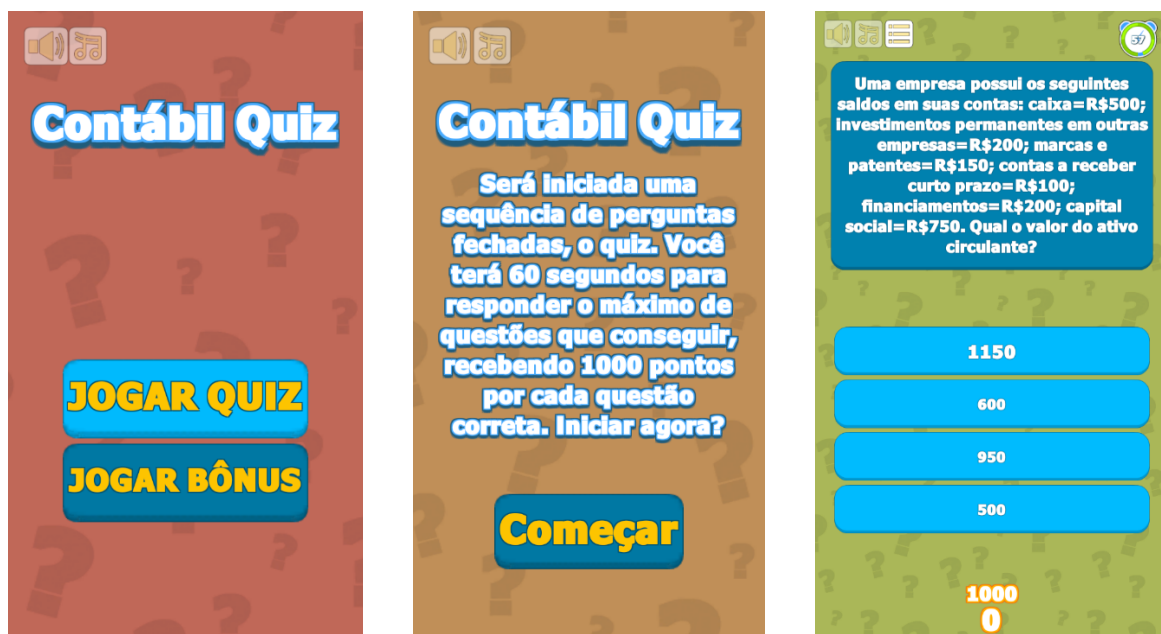 Contábil Quiz
JOGAR QUIZ
JOGAR BÔNUS
Contábil Quiz
Será iniciada uma
sequência de perguntas
fechadas, o quiz. Você
terá 60 segundos para
responder o máximo de
questões que conseguir,
recebendo 1000 pontos
por cada questão
correta. Iniciar agora?
Começar
57
Uma empresa possui os seguintes
saldos em suas contas: caixa=R$500;
Investimentos permanentes em outras
empresas=R$200; marcas e
patentes=R$150; contas a receber
curto prazo=R$100;
financiamentos=R$200; capital
social=R$750. Qual o valor do ativo
circulante?
1150
600
950
500
1000
0